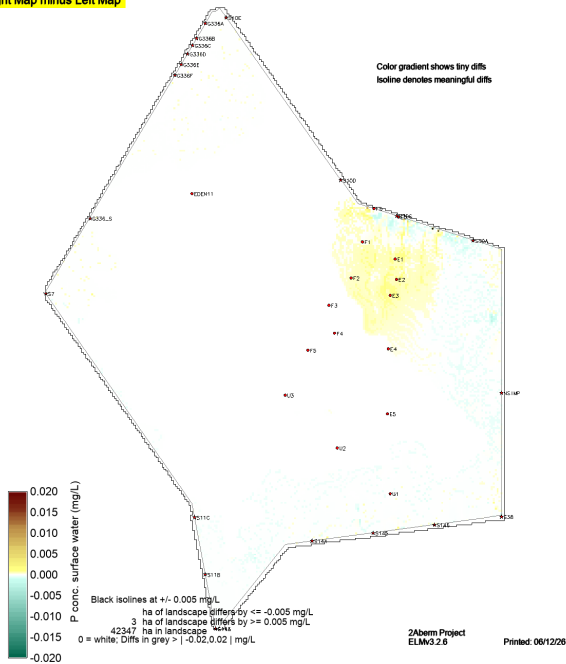 ght Map minus Left Map
S10E
G336A
G336B
G336C
G336D
G336E
G336F
Color gradient shows tiny diffs
Isoline denotes meaningful diffs
S10D
EDEN11
G336_S
S10A
F1
E1
F2
E2
E3
S7
F3
F4
F5
E4
U3
NS1MP
E5
U2
G1
S11C
S38
S11B
0.020
0.015
0.010
0.005
0.000
-0.005
-0.010
-0.015
-0.020
P conc. surface water (mg/L)
Black isolines at +/- 0.005 mg/L
ha of landscape differs by <= -0.005 mg/L
3 ha of landscape differs by >= 0.005 mg/L
42347 ha in landscape
0 = white; Diffs in grey > | -0.02,0.02 | mg/L
2Aberm Project
ELMv3.2.6
Printed: 06/12/26